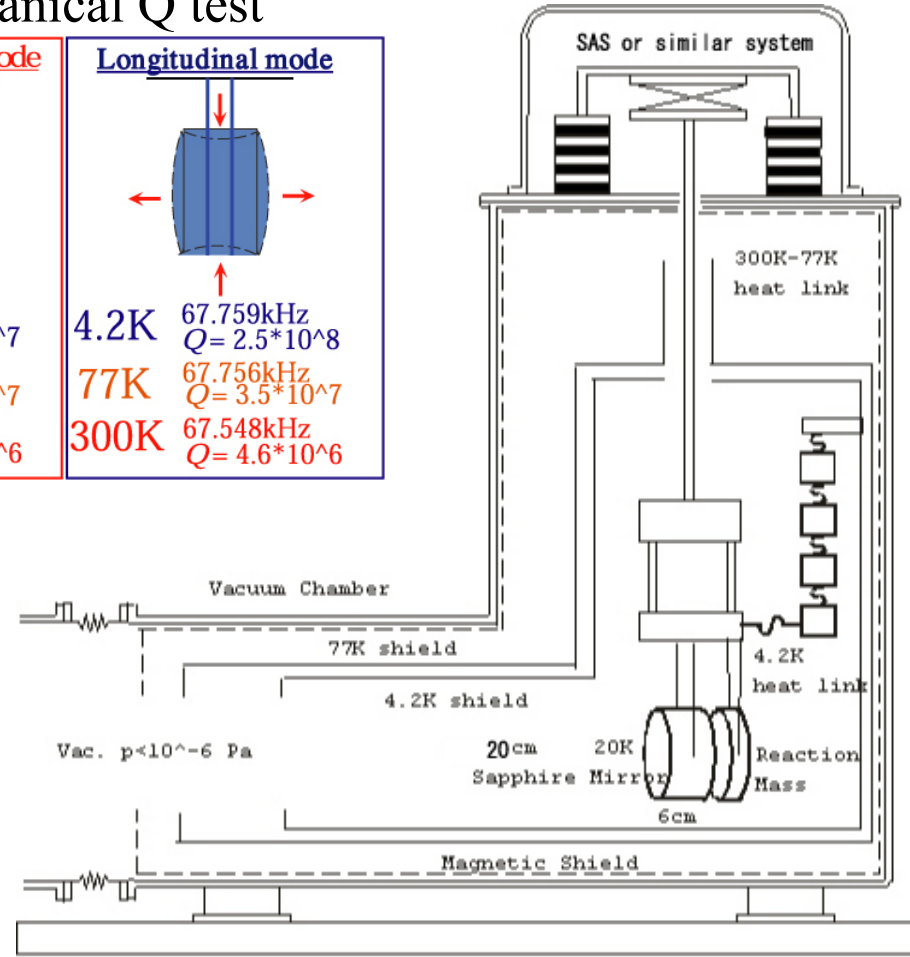 anical Q test
ode
^7
^7
^6
Longitudinal mode
4.2K
67.759kHz
Q= 2.5*10^8
77K
67.756kHz
Q= 3.5*10^7
300K
67.548kHz
Q= 4.6*10^6
SAS or similar system
300K-77K
heat link
Vacuum Chamber
77K shield
4.2K shield
4.2K
heat link
Vac. p<10^-6 Pa
20cm 20K
Sapphire Mirror
Reaction
Mass
6cm
Magnetic Shield